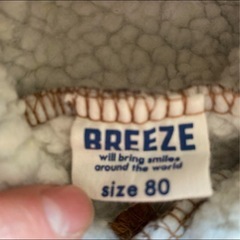 BREEZE
will bring smiles
around the world
size 80